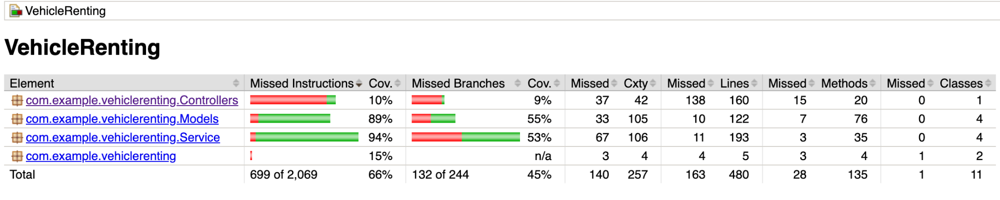 VehicleRenting
VehicleRenting
Element Missed Instructions Cov. Missed Branches Cov. Missed Cxty Missed Lines Missed Methods Missed Classes
com.example.vehiclerenting.Controllers 10% 9% 37 42 138 160 15 20 0 1
com.example.vehiclerenting.Models 89% 55% 33 105 10 122 7 76 0 4
com.example.vehiclerenting.Service 94% 53% 67 106 11 193 3 35 0 4
com.example.vehiclerenting 15% n/a 3 4 4 5 3 4 1 2
Total 699 of 2,069 66% 132 of 244 45% 140 257 163 480 28 135 1 11